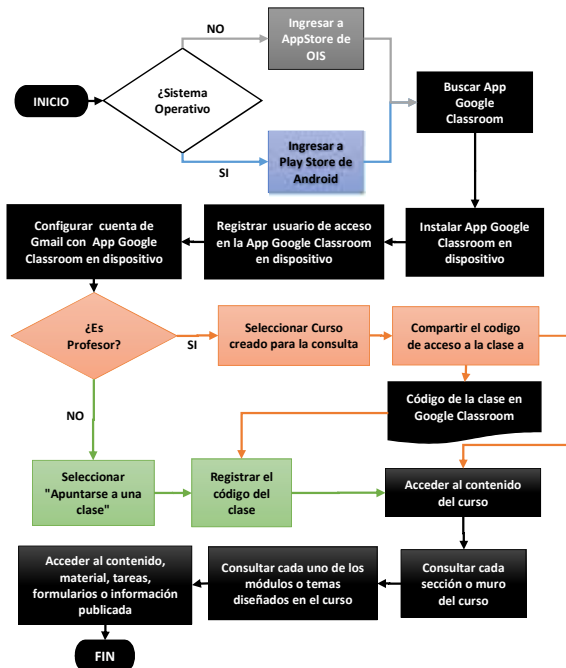 NO
Ingresar a
AppStore de
OIS
INICIO
¿Sistema
Operativo
Buscar App
Google
Classroom
SI
Ingresar a
Play Store de
Android
Configurar cuenta de
Gmail con App Google
Classroom en dispositivo
Registrar usuario de acceso
en la App Google Classroom
en dispositivo
Instalar App Google
Classroom en
dispositivo
¿Es
Profesor?
SI
Seleccionar Curso
creado para la consulta
Compartir el codigo
de acceso a la clase a
NO
Código de la clase en
Google Classroom
Seleccionar
"Apuntarse a una
clase"
Registrar el
código del
clase
Acceder al contenido
del curso
Acceder al contenido,
material, tareas,
formularios o información
publicada
Consultar cada uno de los
módulos o temas
diseñados en el curso
Consultar cada
sección o muro
del curso
FIN